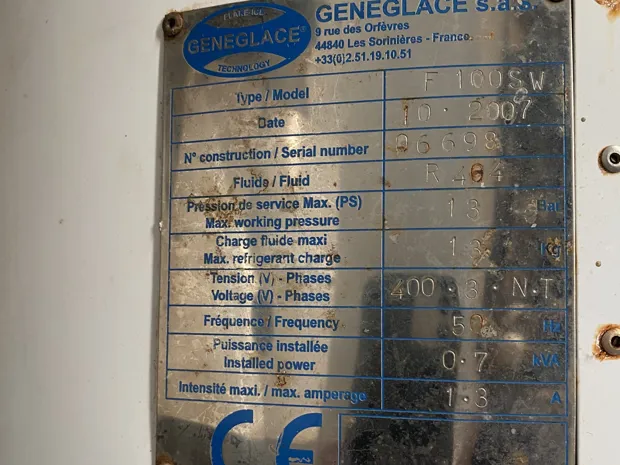 FLAKE ICE
GENEGLACE®
TECHNOLOGY
GENEGLACE s.a.s.
9 rue des Orfèvres
44840 Les Sorinières - France
+33(0)2.51.19.10.51
Type / Model F 100SW
Date 10 . 2007
N° construction / Serial number 06698
Fluide / Fluid R 404
Pression de service Max. (PS)
Max. working pressure 13 Bar
Charge fluide maxi
Max. refrigerant charge 13 Kg
Tension (V) - Phases
Voltage (V) - Phases 400 . 3 . N.T
Fréquence / Frequency 50 Hz
Puissance installée
Installed power 0.7 kVA
Intensité maxi. / max. amperage 1.3 A
CE